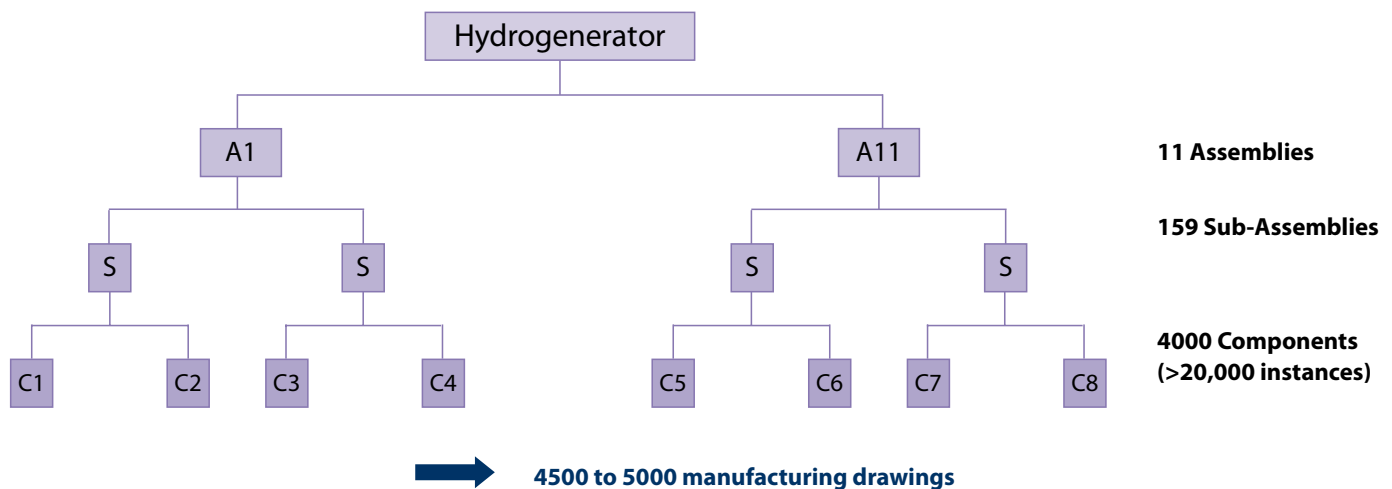 Hydrogenerator
A1
A11
11 Assemblies
159 Sub-Assemblies
S
S
S
S
C1
C2
C3
C4
C5
C6
C7
C8
4000 Components
(>20,000 instances)
4500 to 5000 manufacturing drawings